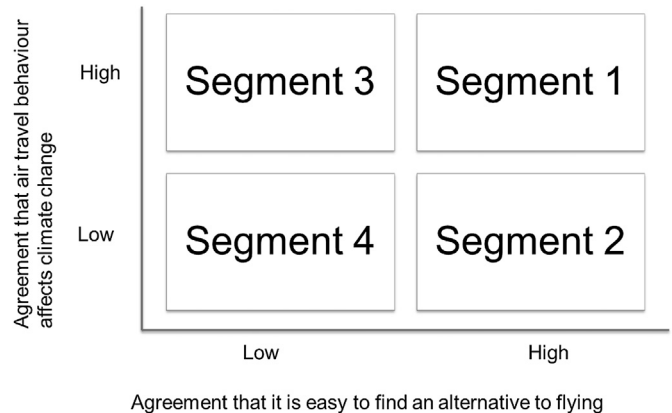 Agreement that air travel behaviour
affects climate change
High
Segment 3
Segment 1
Low
Segment 4
Segment 2
Low
High
Agreement that it is easy to find an alternative to flying